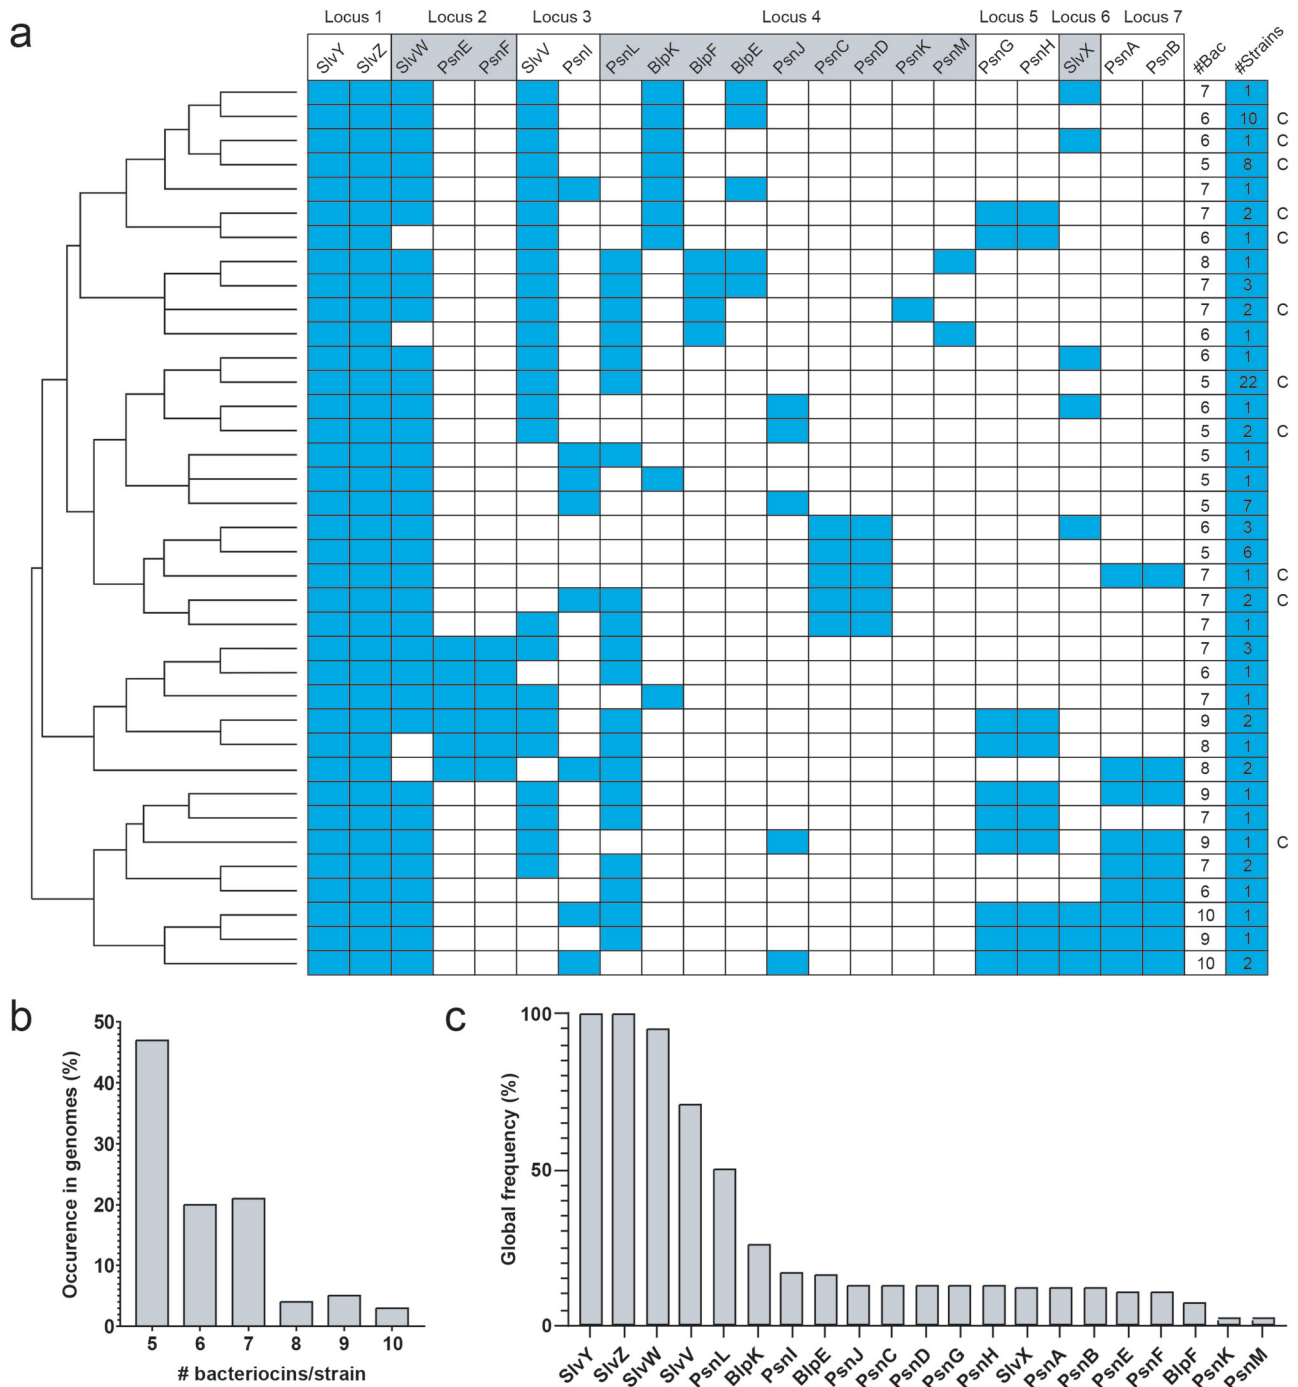 a
Locus 1 Locus 2 Locus 3 Locus 4 Locus 5 Locus 6 Locus 7
SlvY SlvZ SlvW PsnE PsnF SlvV PsnI PsnL BlpK BlpF BlpE PsnJ PsnC PsnD PsnK PsnM PsnG PsnH SlvX PsnA PsnB #Bac #Strains
7 1
6 10 C
6 1 C
5 8 C
7 1
7 2 C
6 1 C
8 1
7 3
7 2 C
6 1
6 1
5 22 C
6 1
5 2 C
5 1
5 1
5 7
6 3
5 6
7 1 C
7 2 C
7 1
7 3
6 1
7 1
9 2
8 1
8 2
9 1
7 1
9 1 C
7 2
6 1
10 1
9 1
10 2
b
Occurence in genomes (%)
50
40
30
20
10
0
5 6 7 8 9 10
# bacteriocins/strain
c
Global frequency (%)
100
50
0
SlvY SlvZ SlvW SlvV PsnL BlpK PsnI BlpE PsnJ PsnC PsnD PsnG PsnH SlvX PsnA PsnB PsnE PsnF BlpF PsnK PsnM